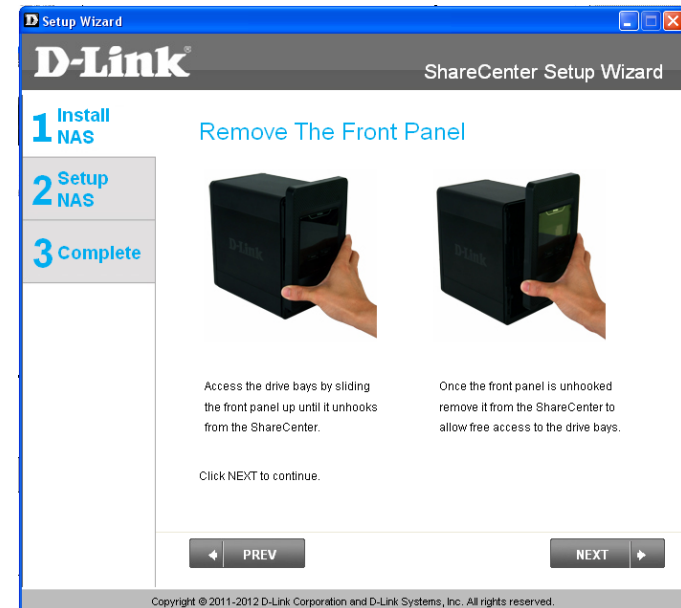 Setup Wizard
D-Link
ShareCenter Setup Wizard
1 Install NAS
2 Setup NAS
3 Complete
Remove The Front Panel
D-Link
D-Link
Access the drive bays by sliding
the front panel up until it unhooks
from the ShareCenter.
Once the front panel is unhooked
remove it from the ShareCenter to
allow free access to the drive bays.
Click NEXT to continue.
PREV
NEXT
Copyright © 2011-2012 D-Link Corporation and D-Link Systems, Inc. All rights reserved.